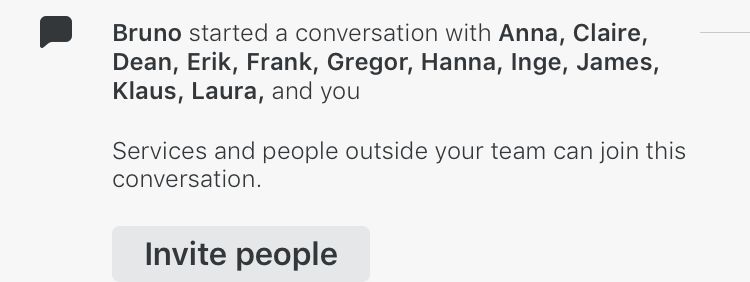 Bruno started a conversation with Anna, Claire,
Dean, Erik, Frank, Gregor, Hanna, Inge, James,
Klaus, Laura, and you
Services and people outside your team can join this
conversation.
Invite people